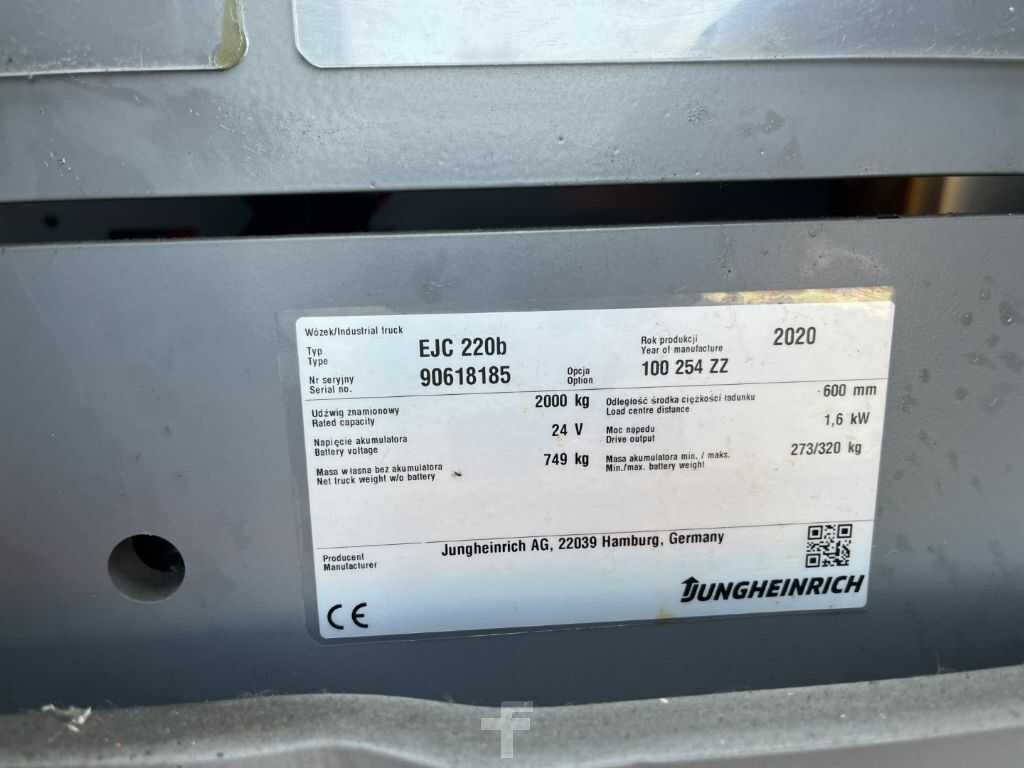 Wózek/Industrial truck
Typ
Type
EJC 220b
Rok produkcji
Year of manufacture
2020
Nr seryjny
Serial no.
90618185
Opcja
Option
100 254 ZZ
Udźwig znamionowy
Rated capacity
2000 kg
Odległość środka ciężkości ładunku
Load centre distance
600 mm
Napięcie akumulatora
Battery voltage
24 V
Moc napędu
Drive output
1,6 kW
Masa własna bez akumulatora
Net truck weight w/o battery
749 kg
Masa akumulatora min. / maks.
Min./max. battery weight
273/320 kg
Producent
Manufacturer
Jungheinrich AG, 22039 Hamburg, Germany
CE
JUNGHEINRICH